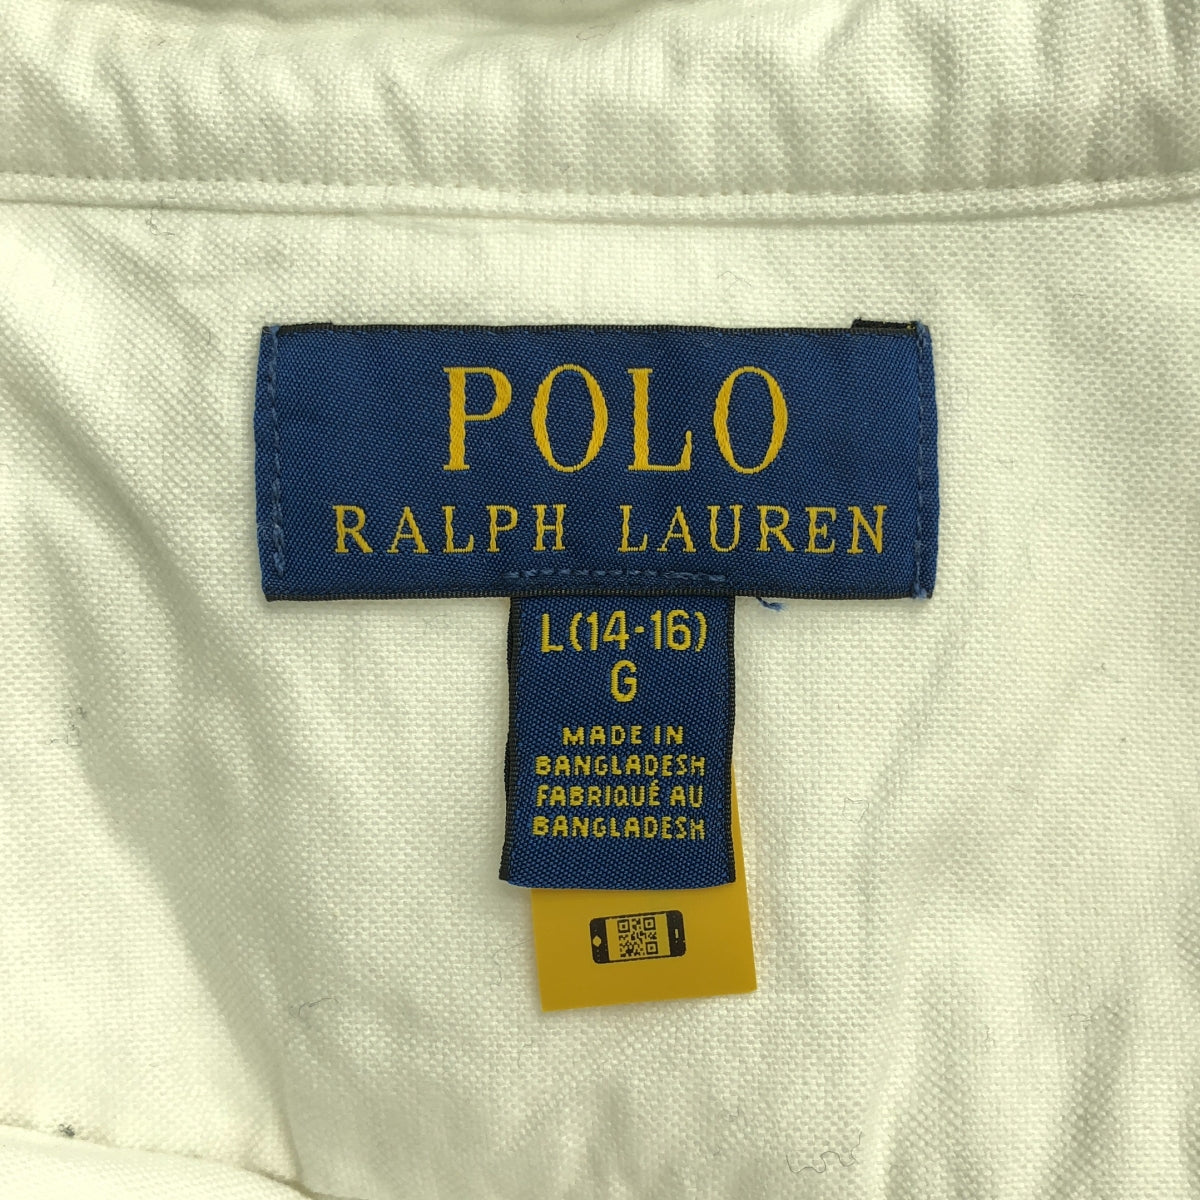 POLO
RALPH LAUREN
L(14-16)
G
MADE IN
BANGLADESH
FABRIQUÉ AU
BANGLADESH